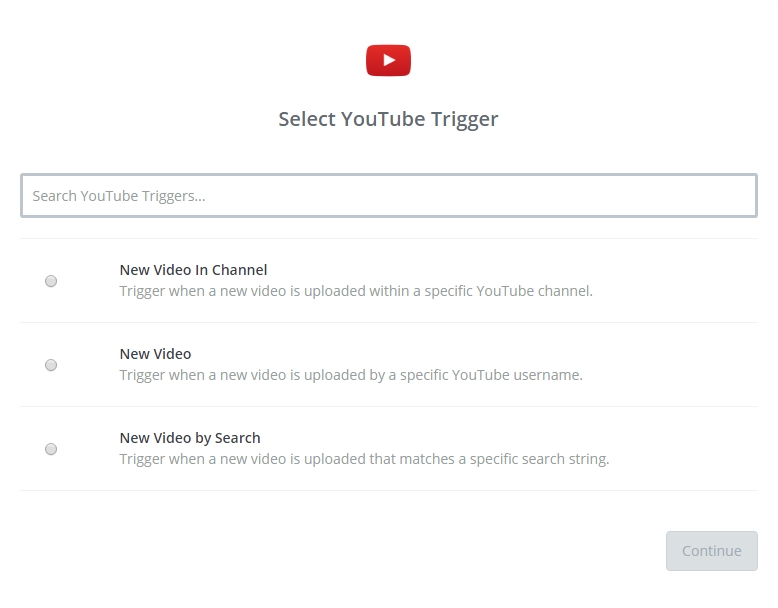 Select YouTube Trigger
Search YouTube Triggers...
New Video In Channel
Trigger when a new video is uploaded within a specific YouTube channel.
New Video
Trigger when a new video is uploaded by a specific YouTube username.
New Video by Search
Trigger when a new video is uploaded that matches a specific search string.
Continue